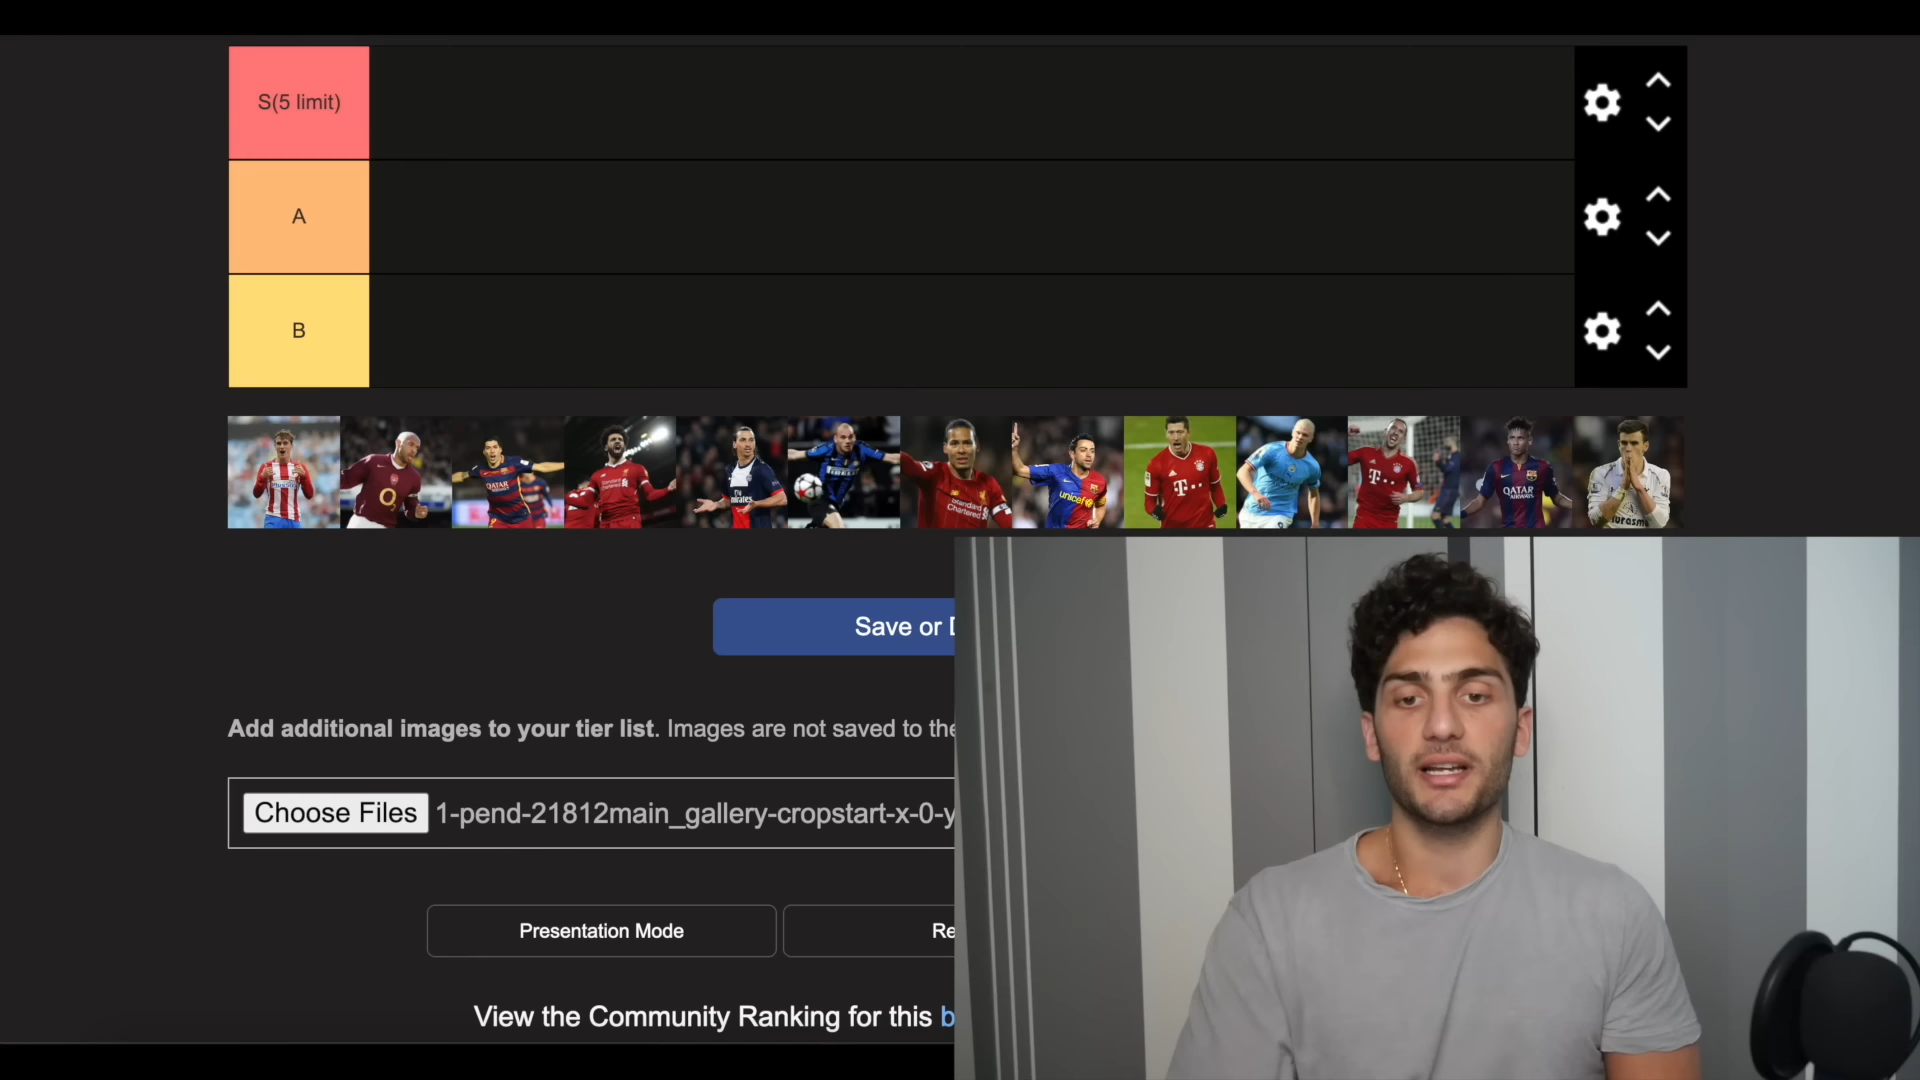 S(5 limit)
A
B
Save or D
Add additional images to your tier list. Images are not saved to the
Choose Files 1-pend-21812main_gallery-cropstart-x-0-y
Presentation Mode
Re
View the Community Ranking for this b